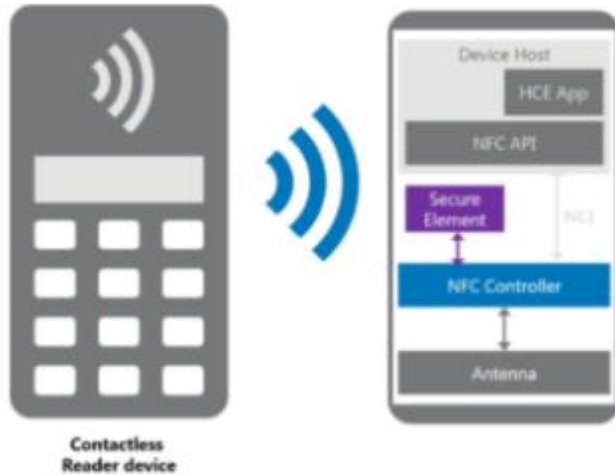 Device Host
HCE App
NFC API
Secure
Element
NCI
NFC Controller
Antenna
Contactless
Reader device